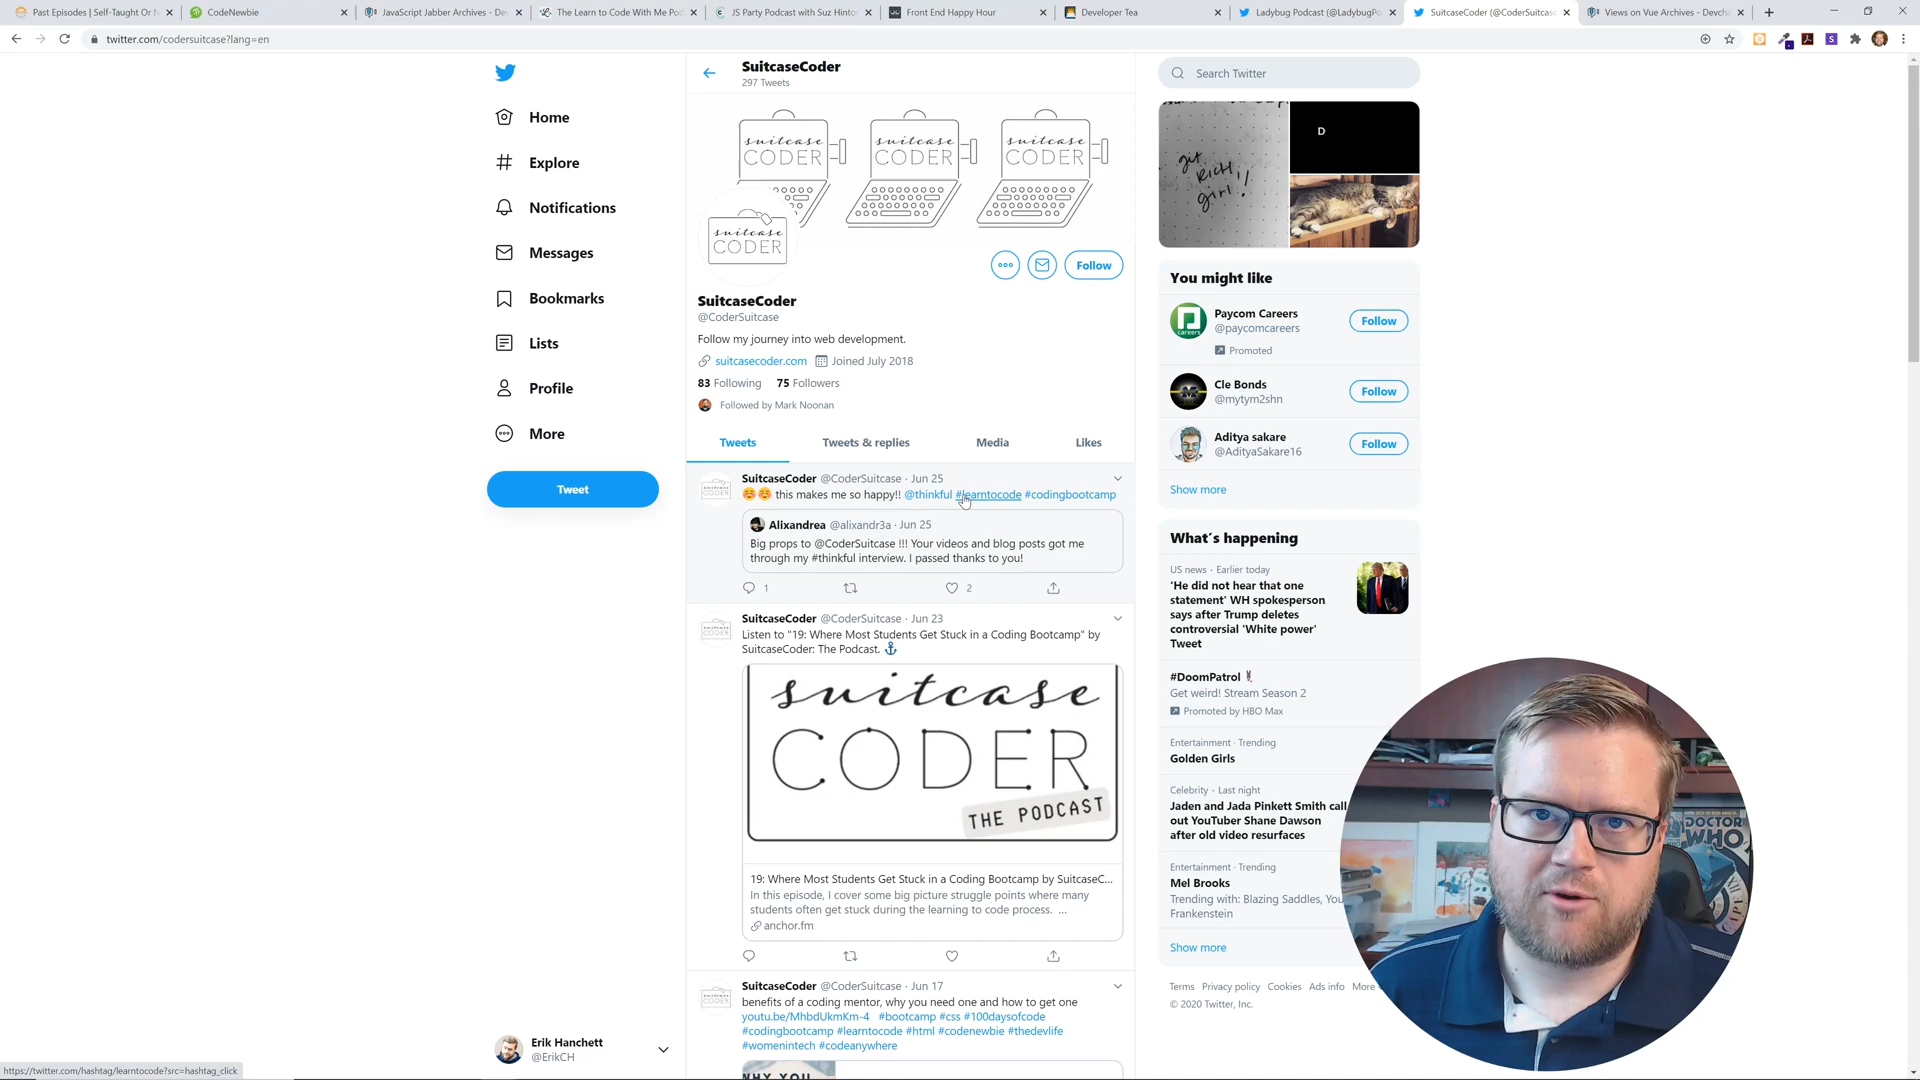 Past Episodes | Self-Taught Or N
CodeNewbie
JavaScript Jabber Archives - De
The Learn to Code With Me Pod
JS Party Podcast with Suz Hinto
Front End Happy Hour
Developer Tea
Ladybug Podcast (@LadybugPo
SuitcaseCoder (@CoderSuitcas
Views on Vue Archives - Devch
twitter.com/codersuitcase?lang=en
Home
Explore
Notifications
Messages
Bookmarks
Lists
Profile
More
Tweet
Erik Hanchett
@ErikCH
https://twitter.com/hashtag/learntocode?src=hashtag_click
SuitcaseCoder
297 Tweets
suitcase CODER
suitcase CODER
suitcase CODER
suitcase CODER
Follow
SuitcaseCoder
@CoderSuitcase
Follow my journey into web development.
suitcasecoder.com Joined July 2018
83 Following 75 Followers
Followed by Mark Noonan
Tweets Tweets & replies Media Likes
SuitcaseCoder @CoderSuitcase · Jun 25
this makes me so happy!! @thinkful #learntocode #codingbootcamp
Alixandrea @alixandr3a · Jun 25
Big props to @CoderSuitcase !!! Your videos and blog posts got me
through my #thinkful interview. I passed thanks to you!
1 2
SuitcaseCoder @CoderSuitcase · Jun 23
Listen to "19: Where Most Students Get Stuck in a Coding Bootcamp" by
SuitcaseCoder: The Podcast.
suitcase
CODER
THE PODCAST
19: Where Most Students Get Stuck in a Coding Bootcamp by SuitcaseC...
In this episode, I cover some big picture struggle points where many
students often get stuck during the learning to code process. ...
anchor.fm
SuitcaseCoder @CoderSuitcase · Jun 17
benefits of a coding mentor, why you need one and how to get one
youtu.be/MhbdUkmKm-4 #bootcamp #css #100daysofcode
#codingbootcamp #learntocode #html #codenewbie #thedevlife
#womenintech #codeanywhere
WHY YOU
Search Twitter
get
Rich
girl!
D
You might like
Paycom Careers
@paycomcareers
Promoted
Follow
Cle Bonds
@mytym2shn
Follow
Aditya sakare
@AdityaSakare16
Follow
Show more
What's happening
US news · Earlier today
'He did not hear that one
statement' WH spokesperson
says after Trump deletes
controversial 'White power'
Tweet
#DoomPatrol
Get weird! Stream Season 2
Promoted by HBO Max
Entertainment · Trending
Golden Girls
Celebrity · Last night
Jaden and Jada Pinkett Smith call
out YouTuber Shane Dawson
after old video resurfaces
Entertainment · Trending
Mel Brooks
Trending with: Blazing Saddles, You
Frankenstein
Show more
Terms Privacy policy Cookies Ads info More
© 2020 Twitter, Inc.
DOCTOR
WHO